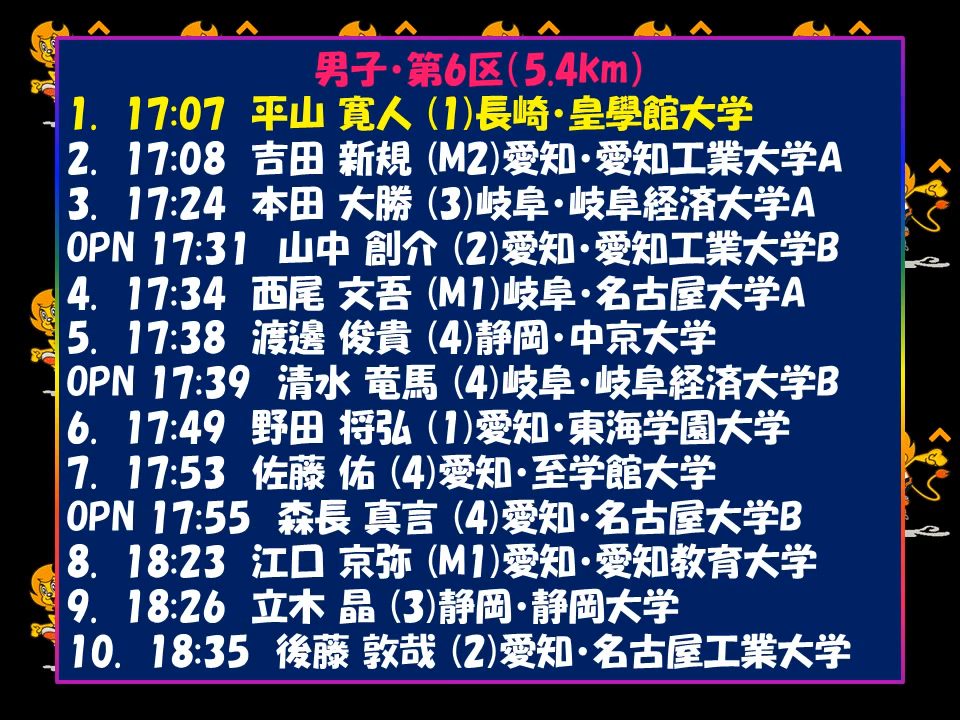 男子・第6区(5.4km)
1. 17:07 平山 寛人 (1)長崎・皇學館大学
2. 17:08 吉田 新規 (M2)愛知・愛知工業大学A
3. 17:24 本田 大勝 (3)岐阜・岐阜経済大学A
OPN 17:31 山中 創介 (2)愛知・愛知工業大学B
4. 17:34 西尾 文吾 (M1)岐阜・名古屋大学A
5. 17:38 渡邊 俊貴 (4)静岡・中京大学
OPN 17:39 清水 竜馬 (4)岐阜・岐阜経済大学B
6. 17:49 野田 将弘 (1)愛知・東海学園大学
7. 17:53 佐藤 佑 (4)愛知・至学館大学
OPN 17:55 森長 真言 (4)愛知・名古屋大学B
8. 18:23 江口 京弥 (M1)愛知・愛知教育大学
9. 18:26 立木 晶 (3)静岡・静岡大学
10. 18:35 後藤 敦哉 (2)愛知・名古屋工業大学